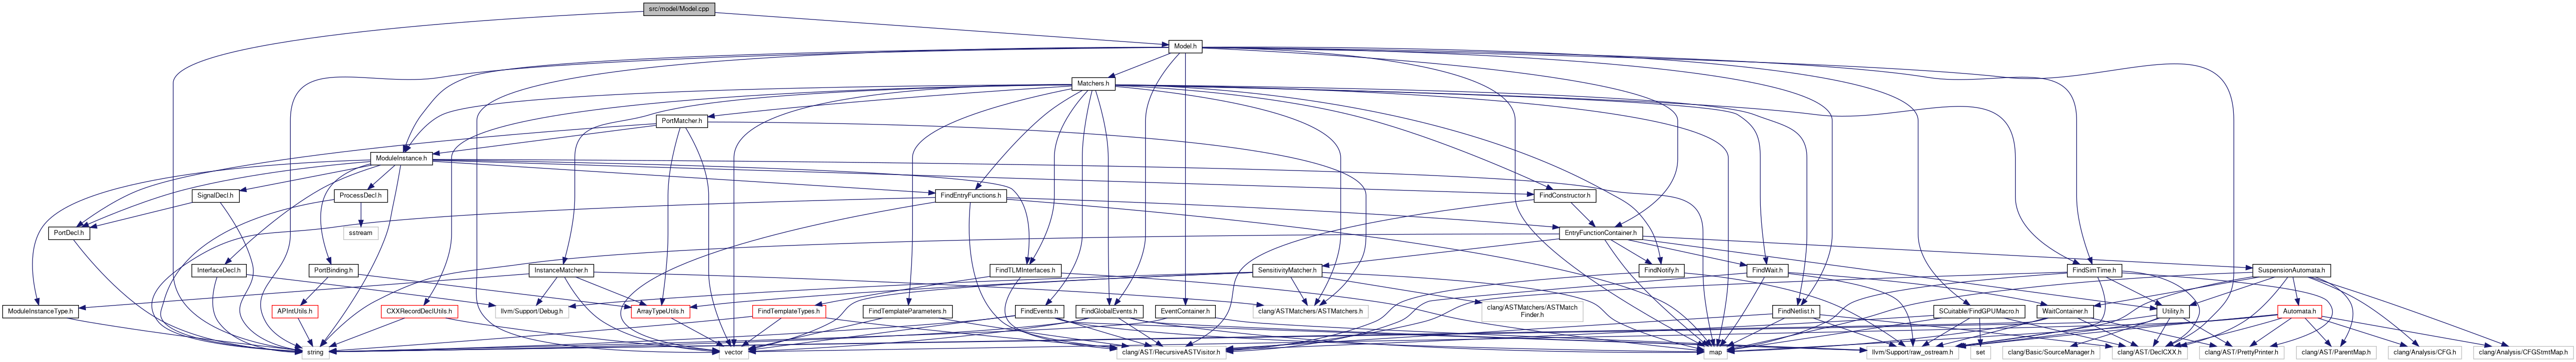 src/model/Model.cpp
Model.h
Matchers.h
PortMatcher.h
ModuleInstance.h
SignalDecl.h
ProcessDecl.h
FindEntryFunctions.h
FindConstructor.h
PortDecl.h
sstream
EntryFunctionContainer.h
InterfaceDecl.h
PortBinding.h
InstanceMatcher.h
FindTLMInterfaces.h
SensitivityMatcher.h
FindNotify.h
FindWait.h
FindSimTime.h
SuspensionAutomata.h
ModuleInstanceType.h
APIntUtils.h
CXXRecordDeclUtils.h
llvm/Support/Debug.h
ArrayTypeUtils.h
FindTemplateTypes.h
FindTemplateParameters.h
FindEvents.h
FindGlobalEvents.h
EventContainer.h
clang/ASTMatchers/ASTMatchers.h
clang/ASTMatchers/ASTMatch
Finder.h
FindNetlist.h
SCuitable/FindGPUMacro.h
WaitContainer.h
Utility.h
Automata.h
string
vector
clang/AST/RecursiveASTVisitor.h
map
llvm/Support/raw_ostream.h
set
clang/Basic/SourceManager.h
clang/AST/DeclCXX.h
clang/AST/PrettyPrinter.h
clang/AST/ParentMap.h
clang/Analysis/CFG.h
clang/Analysis/CFGStmtMap.h